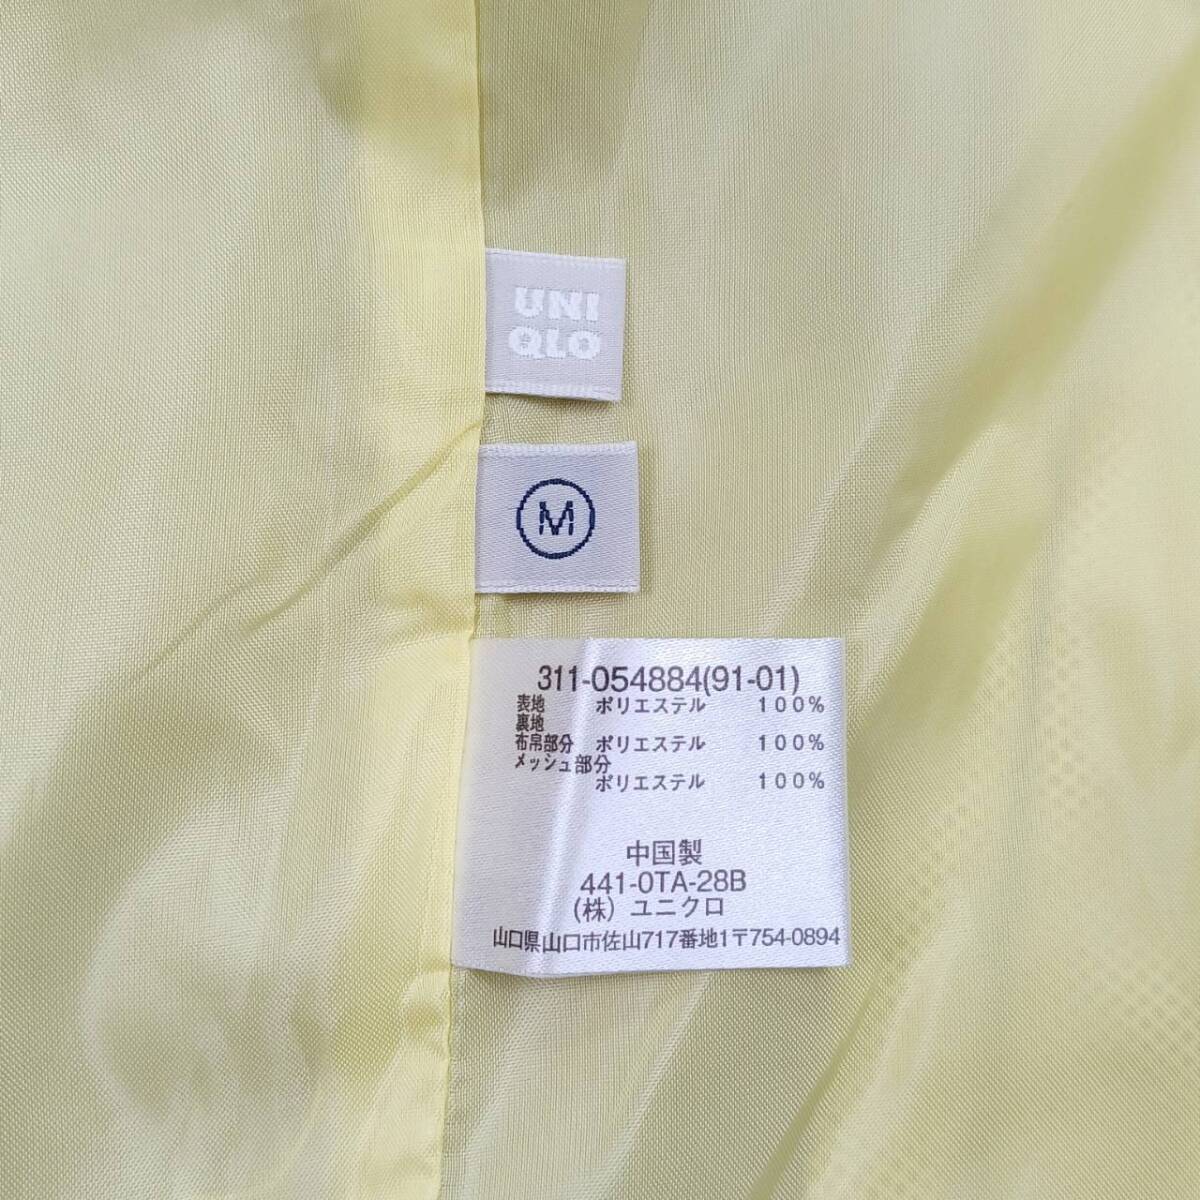 UNI
QLO
M
311-054884(91-01)
表地 ポリエステル 100%
裏地
布帛部分 ポリエステル 100%
メッシュ部分
ポリエステル 100%
中国製
441-0TA-28B
(株) ユニクロ
山口県山口市佐山717番地1〒754-0894